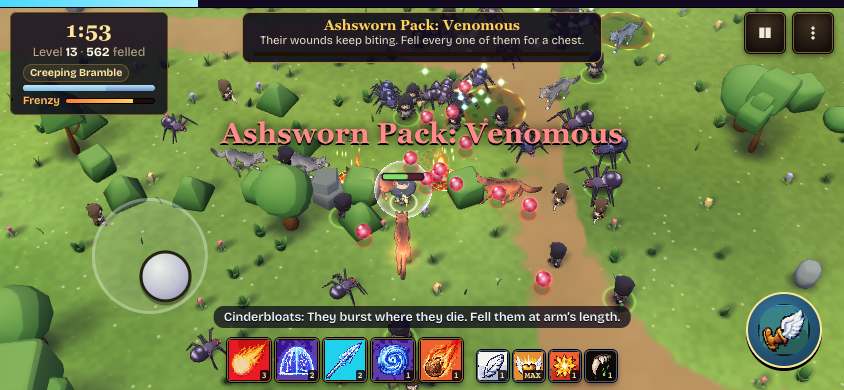 1:53
Level 13 · 562 felled
Creeping Bramble
Frenzy
Ashsworn Pack: Venomous
Their wounds keep biting. Fell every one of them for a chest.
Ashsworn Pack: Venomous
Cinderbloats: They burst where they die. Fell them at arm's length.
3
2
2
1
1
1
MAX
1
1